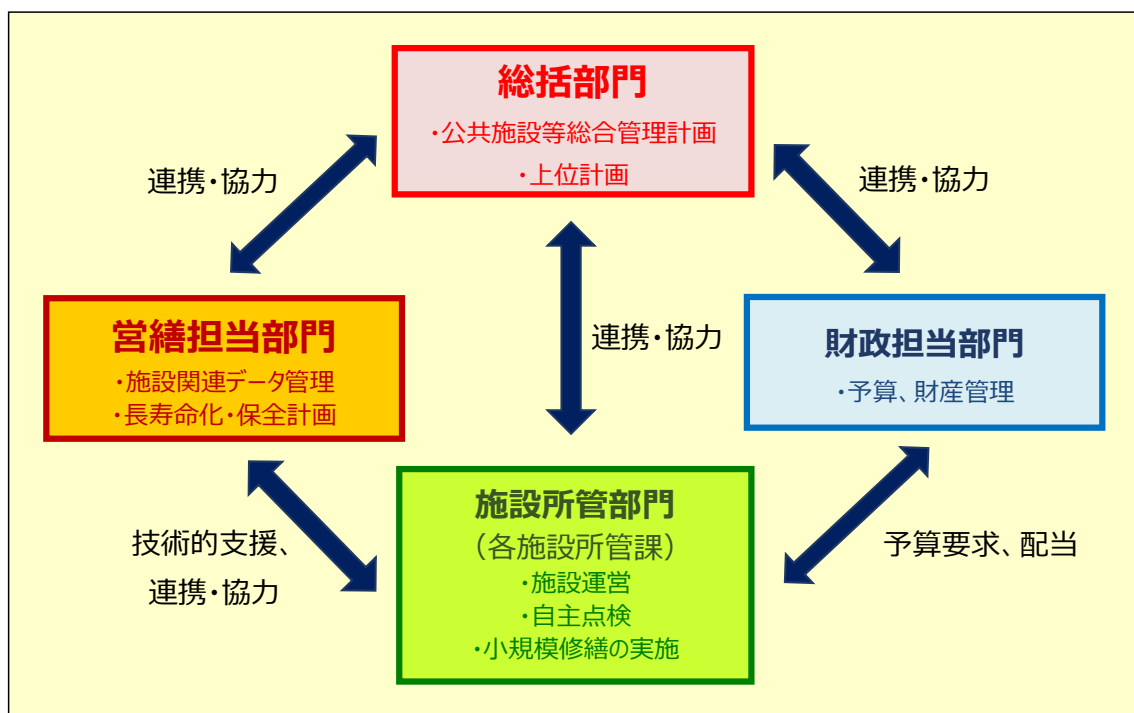 総括部門
・公共施設等総合管理計画
・上位計画
連携・協力
連携・協力
営繕担当部門
・施設関連データ管理
・長寿命化・保全計画
連携・協力
財政担当部門
・予算、財産管理
技術的支援、
連携・協力
施設所管部門
（各施設所管課）
・施設運営
・自主点検
・小規模修繕の実施
予算要求、配当